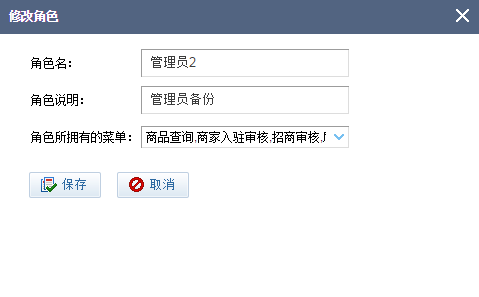 修改角色
角色名： 管理员2
角色说明： 管理员备份
角色所拥有的菜单： 商品查询,商家入驻审核,招商审核,
保存 取消